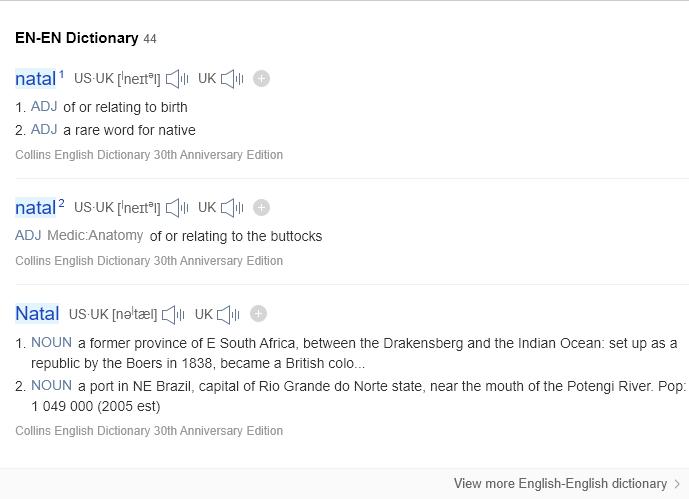 EN-EN Dictionary 44
natal¹ US·UK [ˈneɪtᵊl] UK
1. ADJ of or relating to birth
2. ADJ a rare word for native
Collins English Dictionary 30th Anniversary Edition
natal² US·UK [ˈneɪtᵊl] UK
ADJ Medic:Anatomy of or relating to the buttocks
Collins English Dictionary 30th Anniversary Edition
Natal US·UK [nəˈtæl] UK
1. NOUN a former province of E South Africa, between the Drakensberg and the Indian Ocean: set up as a
republic by the Boers in 1838, became a British colo...
2. NOUN a port in NE Brazil, capital of Rio Grande do Norte state, near the mouth of the Potengi River. Pop:
1 049 000 (2005 est)
Collins English Dictionary 30th Anniversary Edition
View more English-English dictionary